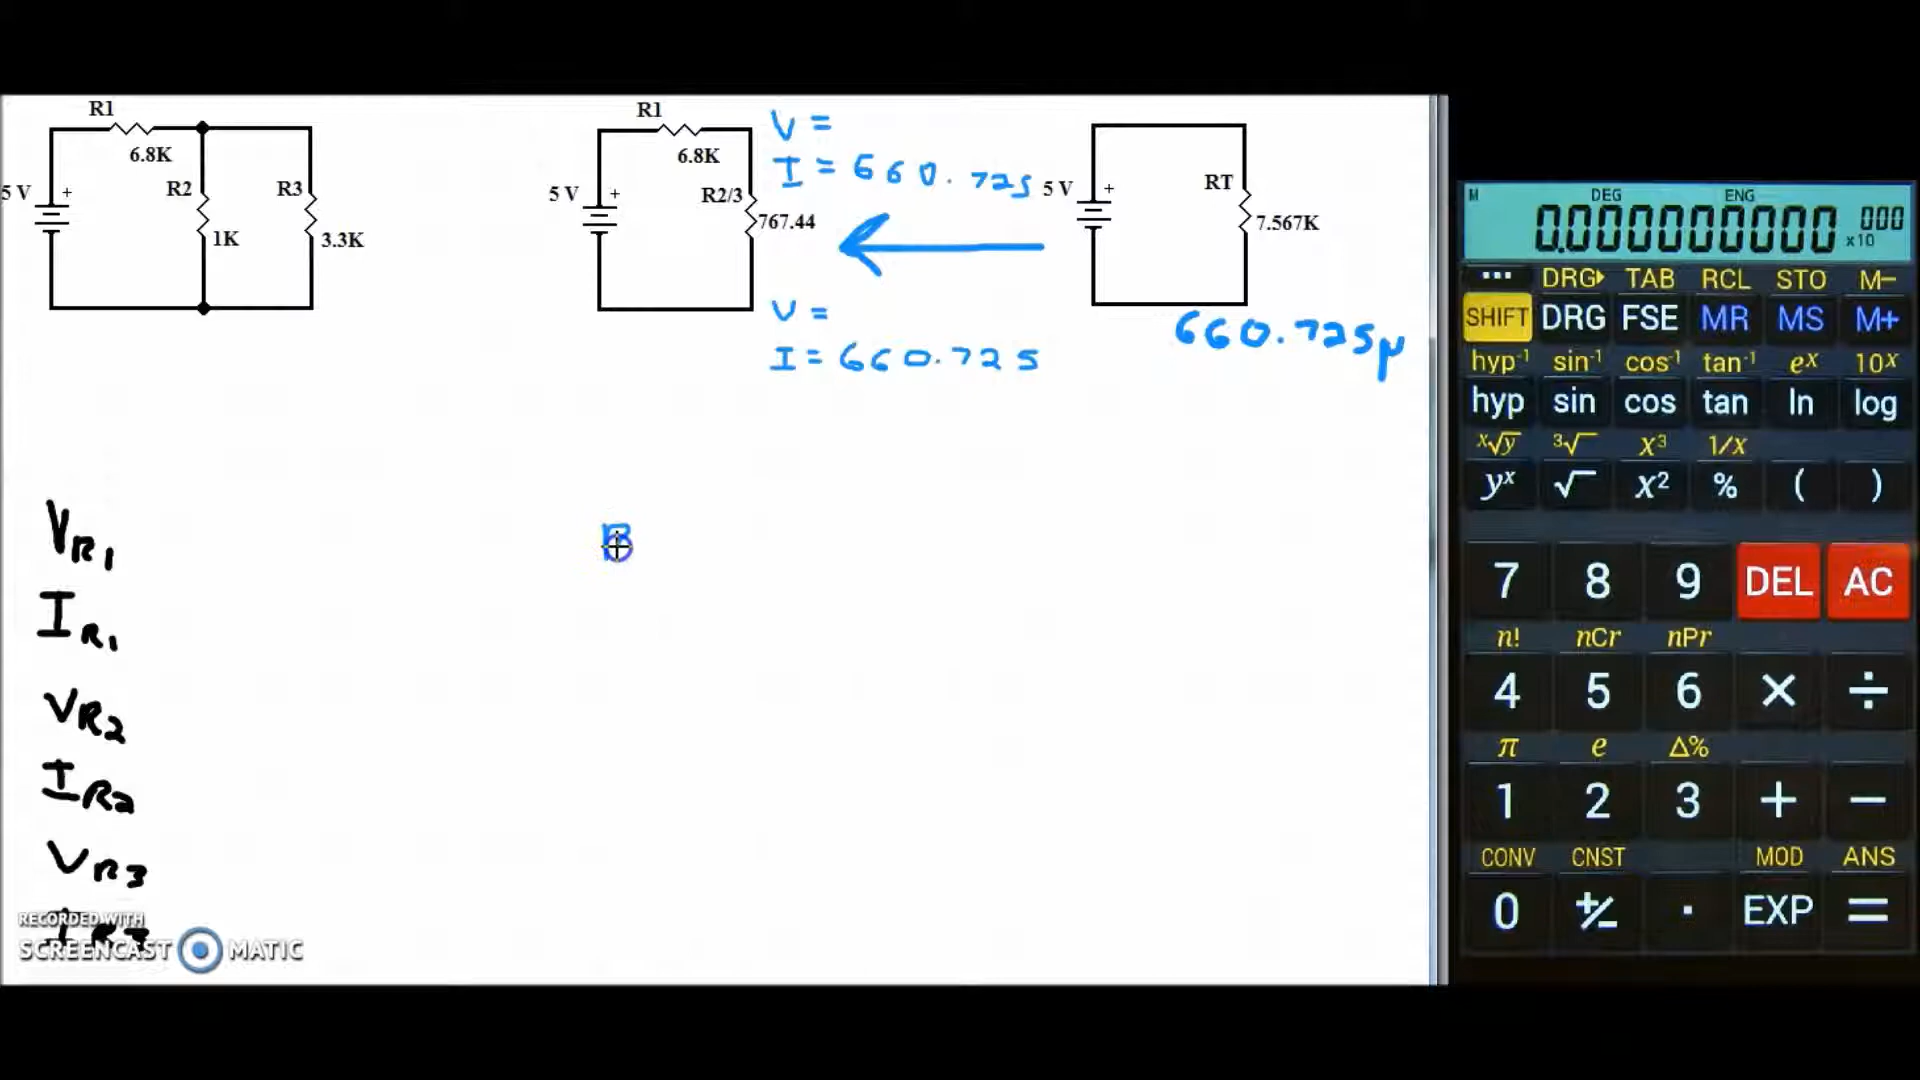 R1
6.8K
R2
R3
5 V
+
1K
3.3K
R1
6.8K
5 V
+
R2/3
767.44
V =
I = 660.725
V =
I = 660.725
5 V
+
RT
7.567K
660.725µ
VR1
IR1
VR2
IR2
VR3
RECORDED WITH
SCREENCAST MATIC
M DEG ENG
0.0000000000 x10 000
... DRG▸ TAB RCL STO M−
SHIFT DRG FSE MR MS M+
hyp⁻¹ sin⁻¹ cos⁻¹ tan⁻¹ eˣ 10ˣ
hyp sin cos tan ln log
ˣ√y ³√ X³ 1/X
yˣ √ X² % ( )
7 8 9 DEL AC
n! nCr nPr
4 5 6 × ÷
π e Δ%
1 2 3 + −
CONV CNST MOD ANS
0 +/− . EXP =